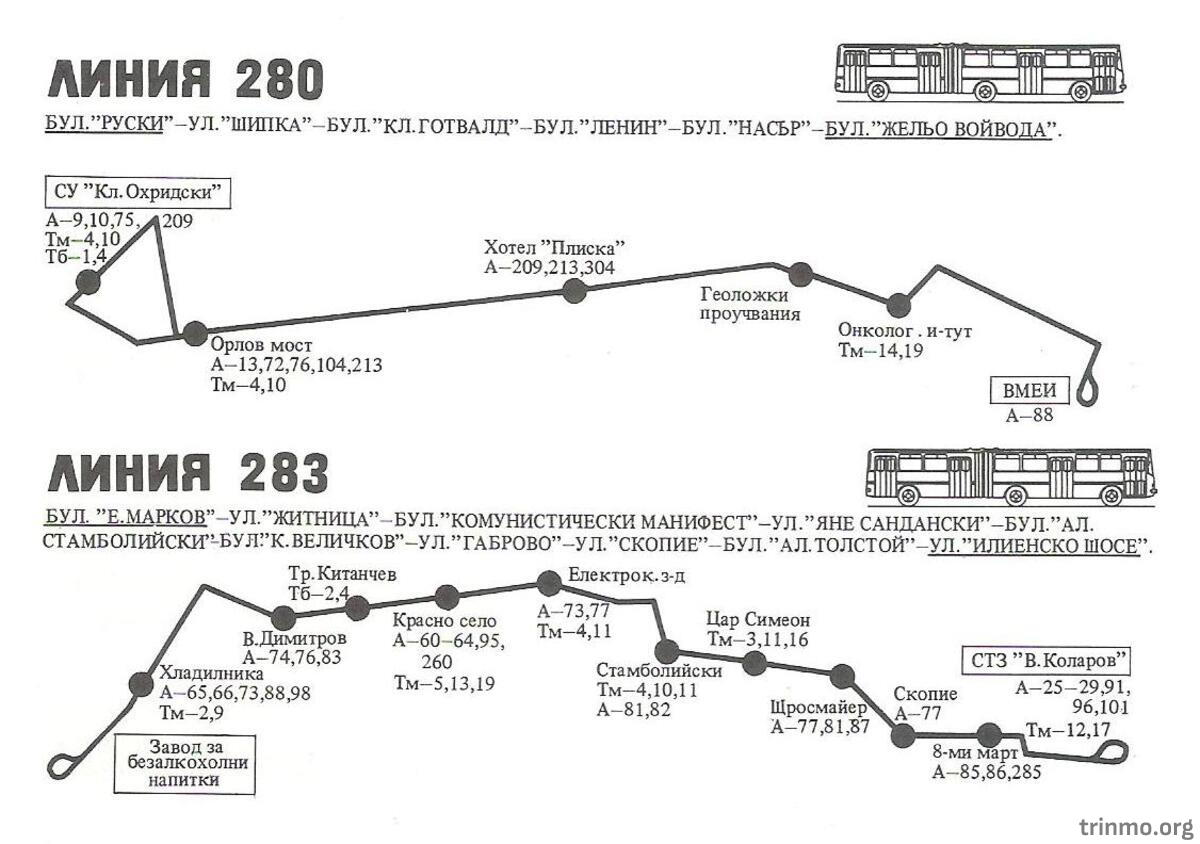 ЛИНИЯ 280
БУЛ."РУСКИ"–УЛ."ШИПКА"–БУЛ."КЛ.ГОТВАЛД"–БУЛ."ЛЕНИН"–БУЛ."НАСЪР"–БУЛ."ЖЕЛЬО ВОЙВОДА".
СУ "Кл.Охридски"
А–9,10,75, 209
Тм–4,10
Тб–1,4
Орлов мост
А–13,72,76,104,213
Тм–4,10
Хотел "Плиска"
А–209,213,304
Геоложки
проучвания
Онколог. и-тут
Тм–14,19
ВМЕИ
А–88
ЛИНИЯ 283
БУЛ. "Е.МАРКОВ"–УЛ."ЖИТНИЦА"–БУЛ."КОМУНИСТИЧЕСКИ МАНИФЕСТ"–УЛ."ЯНЕ САНДАНСКИ"–БУЛ."АЛ.
СТАМБОЛИЙСКИ"-БУЛ."К.ВЕЛИЧКОВ"–УЛ."ГАБРОВО"–УЛ."СКОПИЕ"–БУЛ."АЛ.ТОЛСТОЙ"–УЛ."ИЛИЕНСКО ШОСЕ".
Завод за
безалкохолни
напитки
Хладилника
А–65,66,73,88,98
Тм–2,9
В.Димитров
А–74,76,83
Тр.Китанчев
Тб–2,4
Красно село
А–60–64,95,
260
Тм–5,13,19
Електрок.з-д
А–73,77
Тм–4,11
Стамболийски
Тм–4,10,11
А–81,82
Цар Симеон
Тм–3,11,16
Щросмайер
А–77,81,87
Скопие
А–77
8-ми март
А–85,86,285
СТЗ "В.Коларов"
А–25–29,91,
96,101
Тм–12,17
trinmo.org